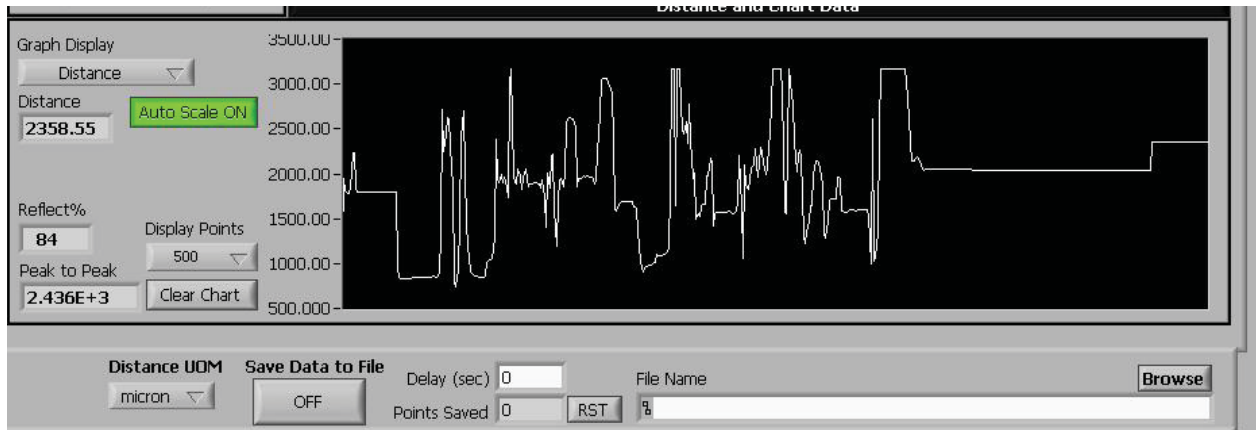 Distance and Chart Data
Graph Display
Distance
Distance
Auto Scale ON
2358.55
Reflect%
84
Display Points
500
Peak to Peak
2.436E+3
Clear Chart
3500.00
3000.00
2500.00
2000.00
1500.00
1000.00
500.000
Distance UOM
micron
Save Data to File
OFF
Delay (sec) 0
Points Saved 0 RST
File Name
Browse